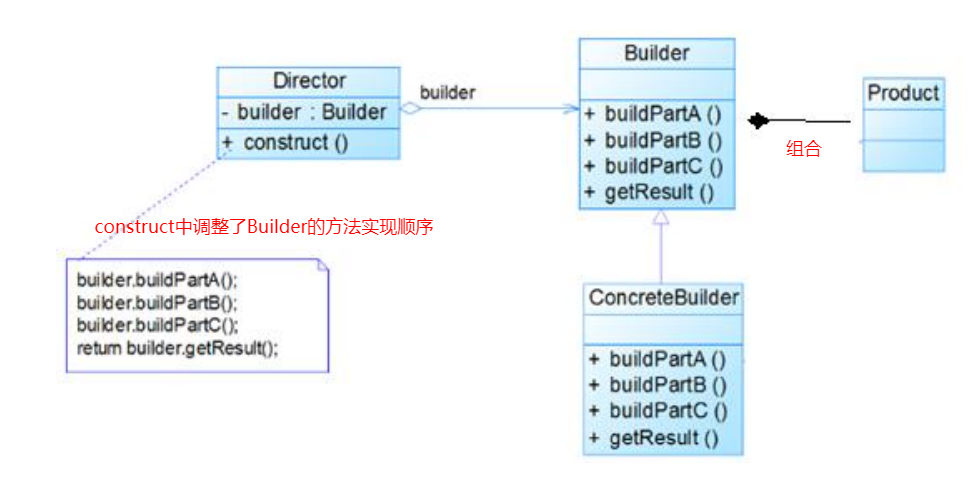 Director
- builder : Builder
+ construct ()
builder
Builder
+ buildPartA ()
+ buildPartB ()
+ buildPartC ()
+ getResult ()
组合
Product
construct中调整了Builder的方法实现顺序
builder.buildPartA();
builder.buildPartB();
builder.buildPartC();
return builder.getResult();
ConcreteBuilder
+ buildPartA ()
+ buildPartB ()
+ buildPartC ()
+ getResult ()